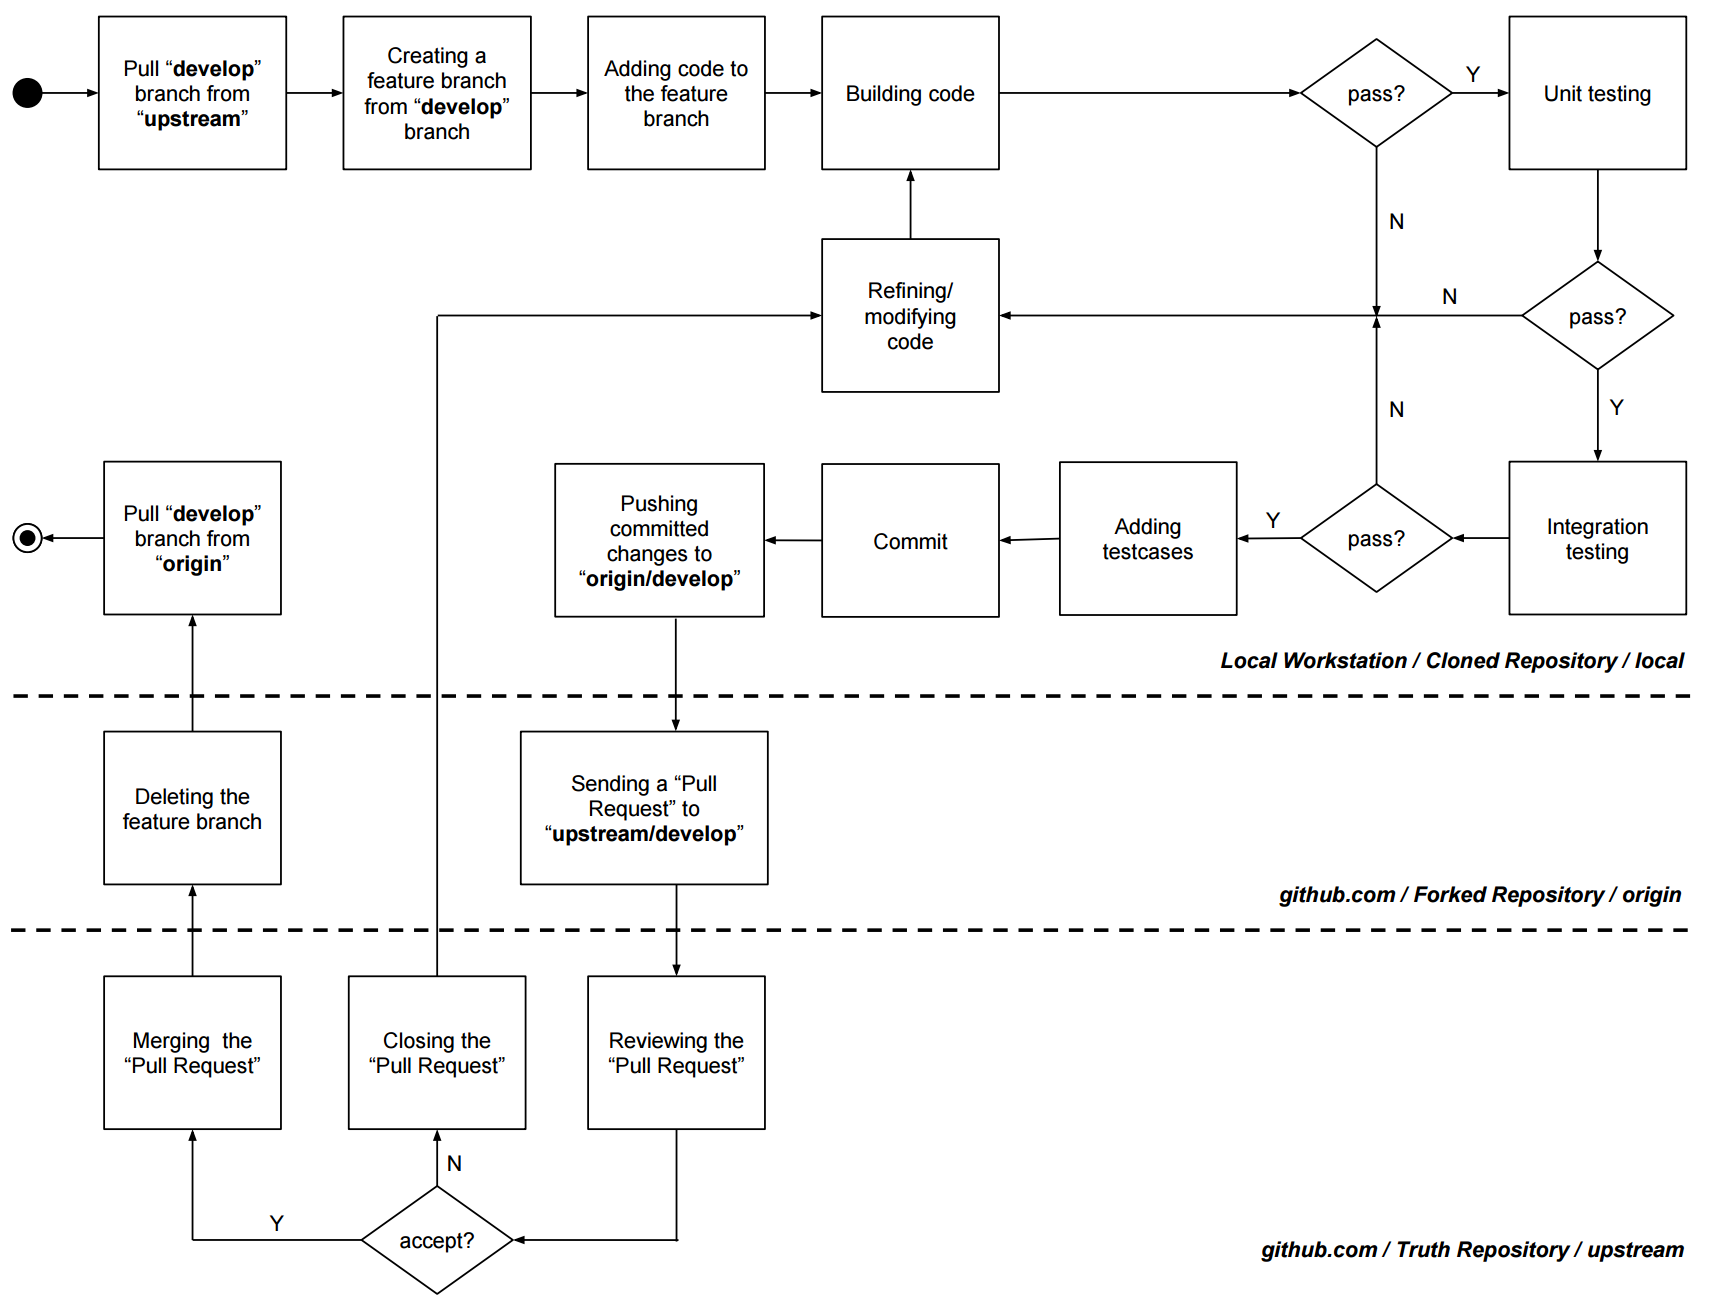 Pull “develop”
branch from
“upstream”
Creating a
feature branch
from “develop”
branch
Adding code to
the feature
branch
Building code
pass?
Y
Unit testing
N
Refining/
modifying
code
N
pass?
N
Y
Pull “develop”
branch from
“origin”
Pushing
committed
changes to
“origin/develop”
Commit
Adding
testcases
Y
pass?
Integration
testing
Local Workstation / Cloned Repository / local
Deleting the
feature branch
Sending a “Pull
Request” to
“upstream/develop”
github.com / Forked Repository / origin
Merging the
“Pull Request”
Closing the
“Pull Request”
Reviewing the
“Pull Request”
N
Y
accept?
github.com / Truth Repository / upstream